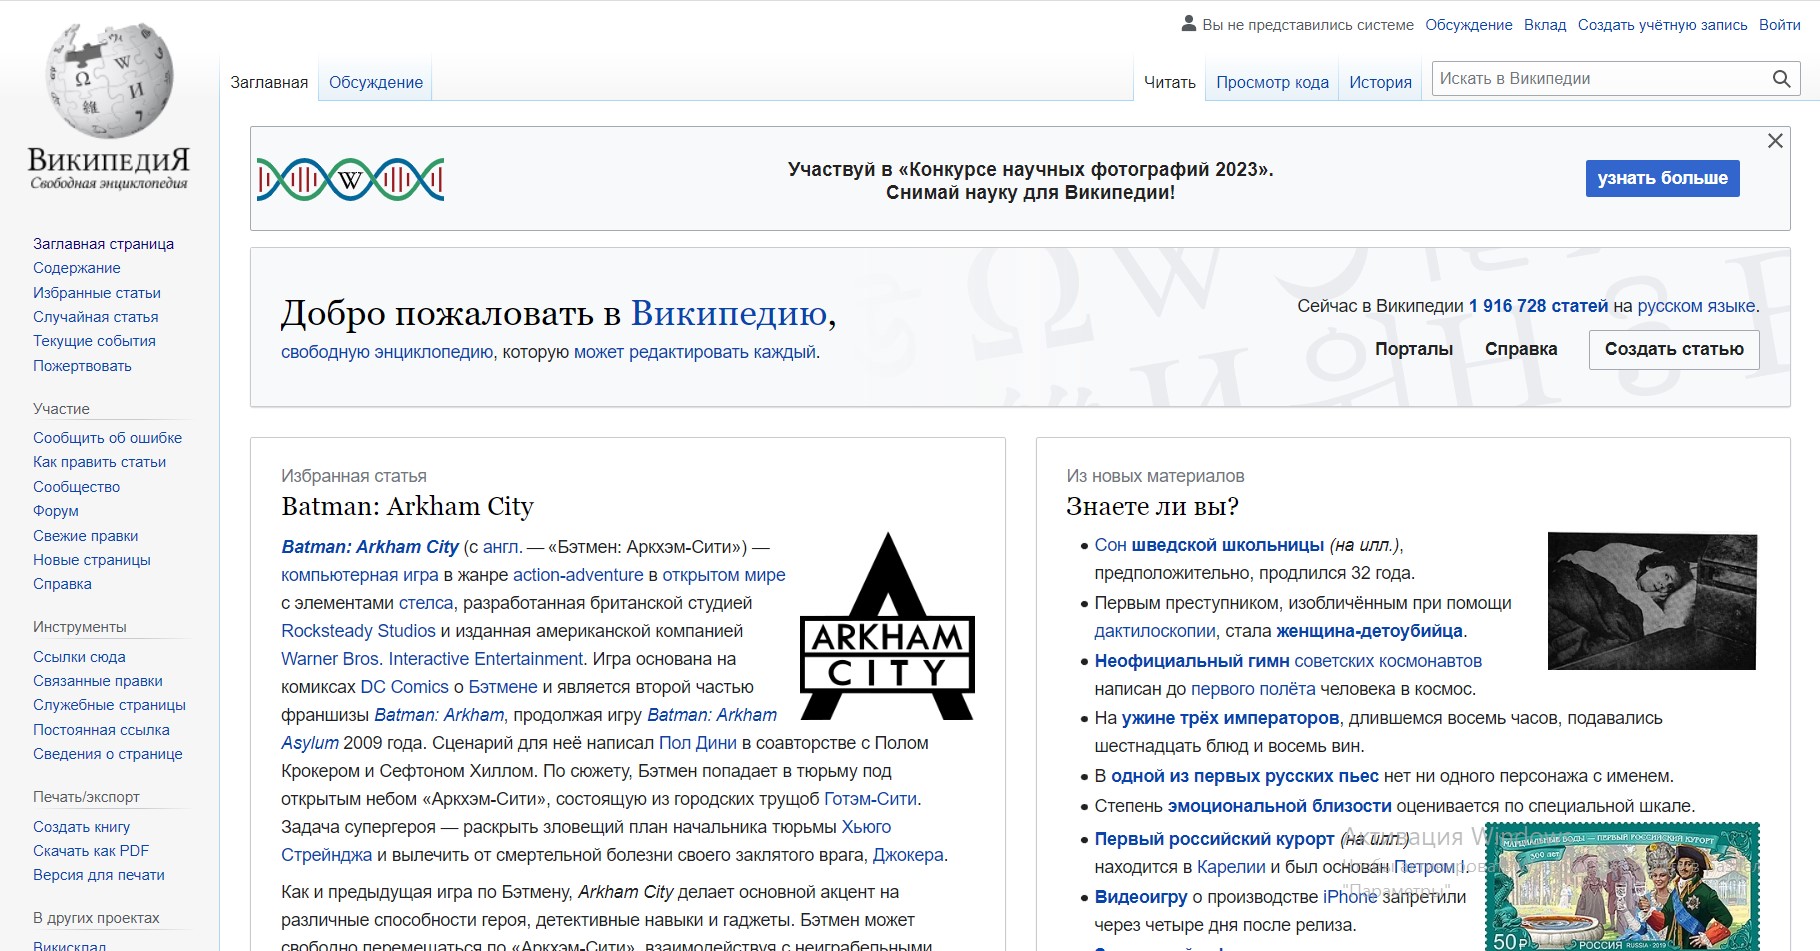 Вы не представились системе Обсуждение Вклад Создать учётную запись Войти
Заглавная Обсуждение Читать Просмотр кода История Искать в Википедии
ВикипедиЯ
Свободная энциклопедия
Заглавная страница
Содержание
Избранные статьи
Случайная статья
Текущие события
Пожертвовать
Участие
Сообщить об ошибке
Как править статьи
Сообщество
Форум
Свежие правки
Новые страницы
Справка
Инструменты
Ссылки сюда
Связанные правки
Служебные страницы
Постоянная ссылка
Сведения о странице
Печать/экспорт
Создать книгу
Скачать как PDF
Версия для печати
В других проектах
Викисклад
W
Участвуй в «Конкурсе научных фотографий 2023».
Снимай науку для Википедии!
узнать больше
Добро пожаловать в Википедию,
свободную энциклопедию, которую может редактировать каждый.
Сейчас в Википедии 1 916 728 статей на русском языке.
Порталы Справка Создать статью
Избранная статья
Batman: Arkham City
Batman: Arkham City (с англ. — «Бэтмен: Аркхэм-Сити») —
компьютерная игра в жанре action-adventure в открытом мире
с элементами стелса, разработанная британской студией
Rocksteady Studios и изданная американской компанией
Warner Bros. Interactive Entertainment. Игра основана на
комиксах DC Comics о Бэтмене и является второй частью
франшизы Batman: Arkham, продолжая игру Batman: Arkham
Asylum 2009 года. Сценарий для неё написал Пол Дини в соавторстве с Полом
Крокером и Сефтоном Хиллом. По сюжету, Бэтмен попадает в тюрьму под
открытым небом «Аркхэм-Сити», состоящую из городских трущоб Готэм-Сити.
Задача супергероя — раскрыть зловещий план начальника тюрьмы Хьюго
Стрейнджа и вылечить от смертельной болезни своего заклятого врага, Джокера.
Как и предыдущая игра по Бэтмену, Arkham City делает основной акцент на
различные способности героя, детективные навыки и гаджеты. Бэтмен может
свободно перемещаться по «Аркхэм-Сити», взаимодействуя с неиграбельными
ARKHAM
CITY
Из новых материалов
Знаете ли вы?
Сон шведской школьницы (на илл.),
предположительно, продлился 32 года.
Первым преступником, изобличённым при помощи
дактилоскопии, стала женщина-детоубийца.
Неофициальный гимн советских космонавтов
написан до первого полёта человека в космос.
На ужине трёх императоров, длившемся восемь часов, подавались
шестнадцать блюд и восемь вин.
В одной из первых русских пьес нет ни одного персонажа с именем.
Степень эмоциональной близости оценивается по специальной шкале.
Первый российский курорт (на илл.)
находится в Карелии и был основан Петром I.
Видеоигру о производстве iPhone запретили
через четыре дня после релиза.
Активация Windows
"Параметры"
МАРЦИАЛЬНЫЕ ВОДЫ — ПЕРВЫЙ РОССИЙСКИЙ КУРОРТ
300 лет
50₽ РОССИЯ RUSSIA · 2019